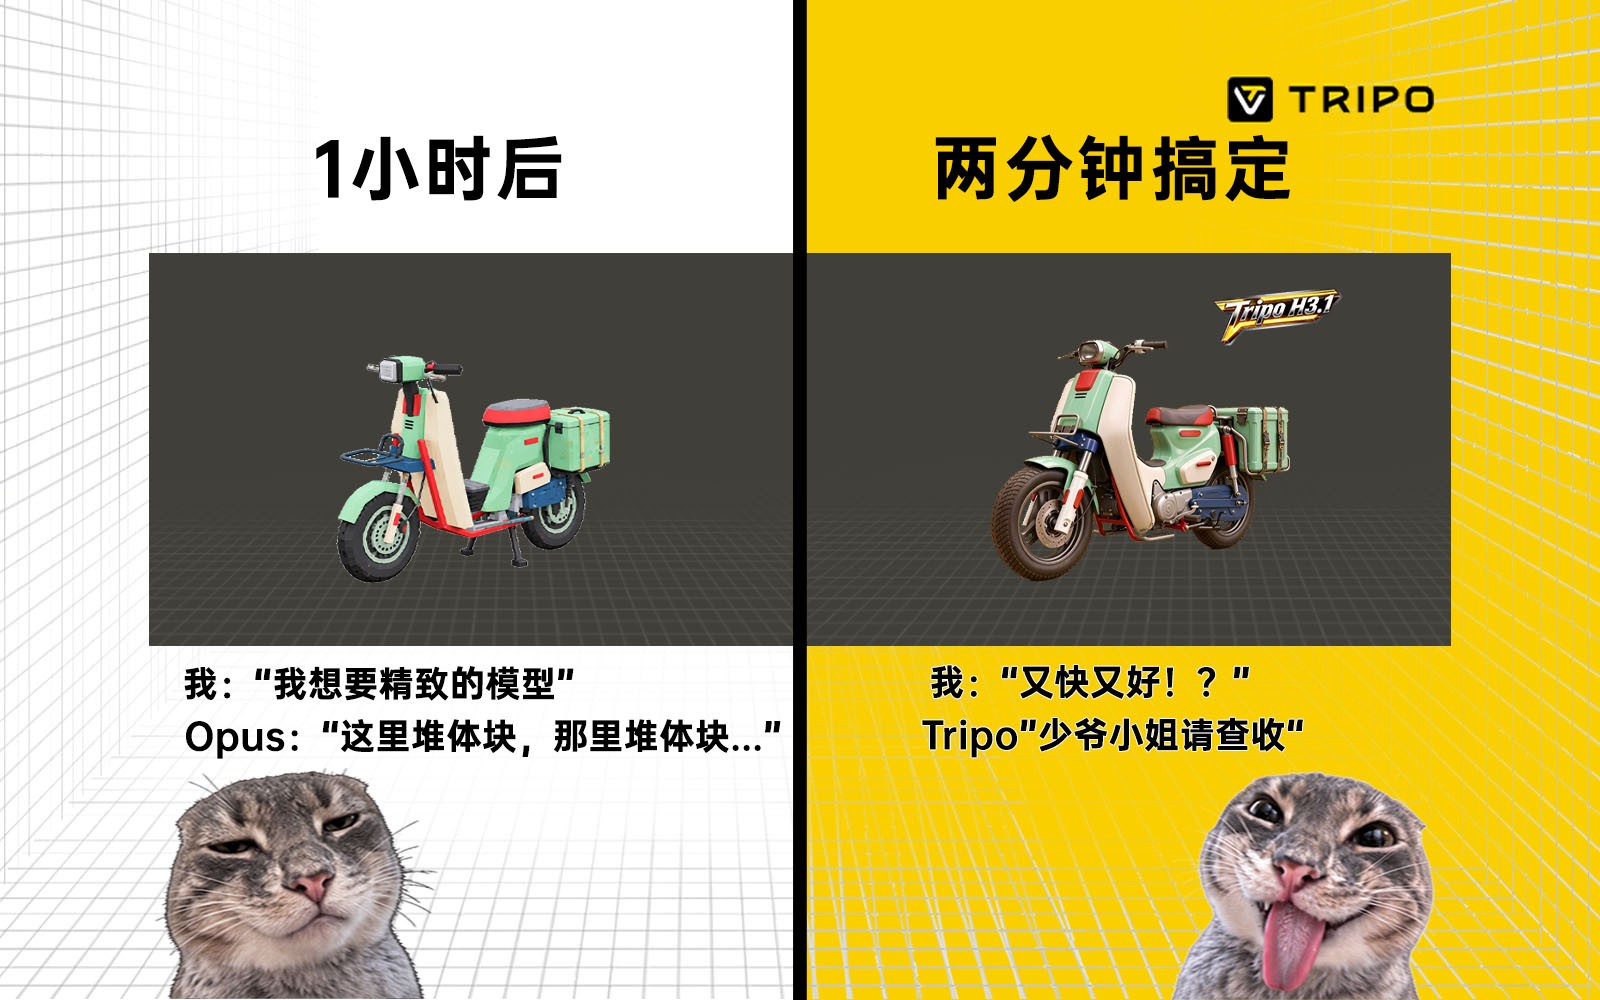 1小时后
我：“我想要精致的模型”
Opus：“这里堆体块，那里堆体块...”
TRIPO
两分钟搞定
Tripo H3.1
我：“又快又好！？”
Tripo”少爷小姐请查收“